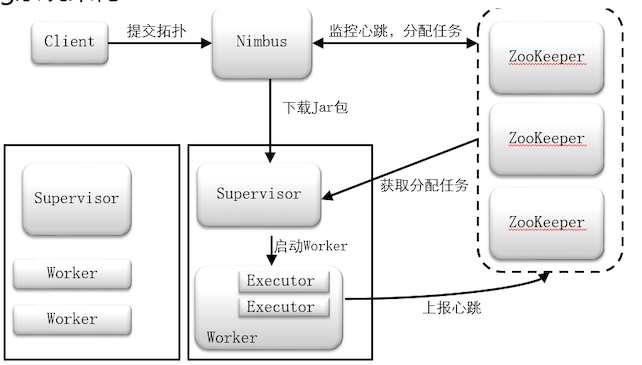 Client
提交拓扑
Nimbus
监控心跳，分配任务
ZooKeeper
ZooKeeper
ZooKeeper
下载Jar包
获取分配任务
Supervisor
Worker
Worker
Supervisor
启动Worker
Executor
Executor
Worker
上报心跳